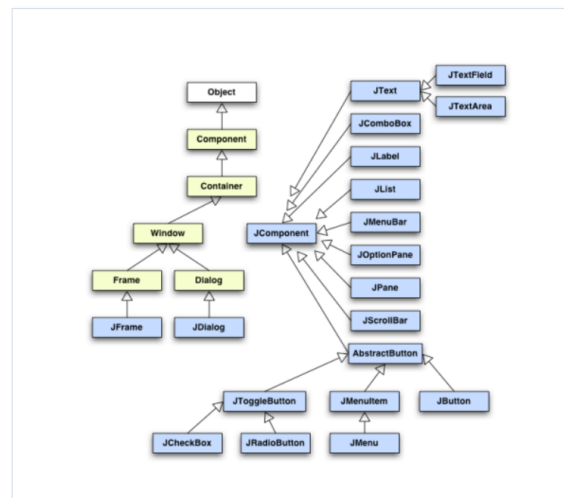 Object
Component
Container
Window
Frame
Dialog
JFrame
JDialog
JComponent
JText
JTextField
JTextArea
JComboBox
JLabel
JList
JMenuBar
JOptionPane
JPane
JScrollBar
AbstractButton
JToggleButton
JMenuItem
JButton
JCheckBox
JRadioButton
JMenu